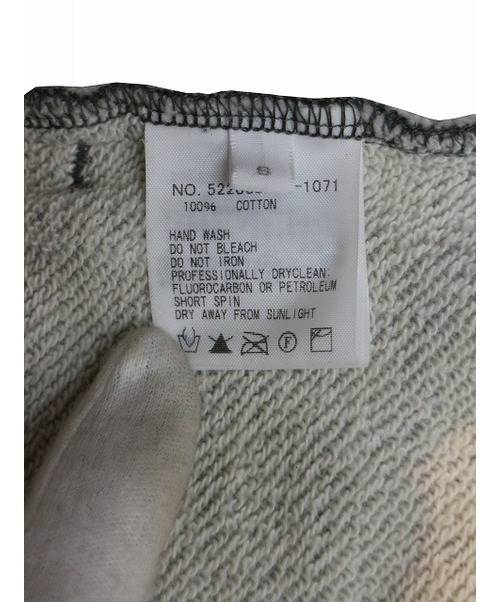 S
NO. -1071
100% COTTON
HAND WASH
DO NOT BLEACH
DO NOT IRON
PROFESSIONALLY DRYCLEAN:
FLUOROCARBON OR PETROLEUM
SHORT SPIN
DRY AWAY FROM SUNLIGHT
F